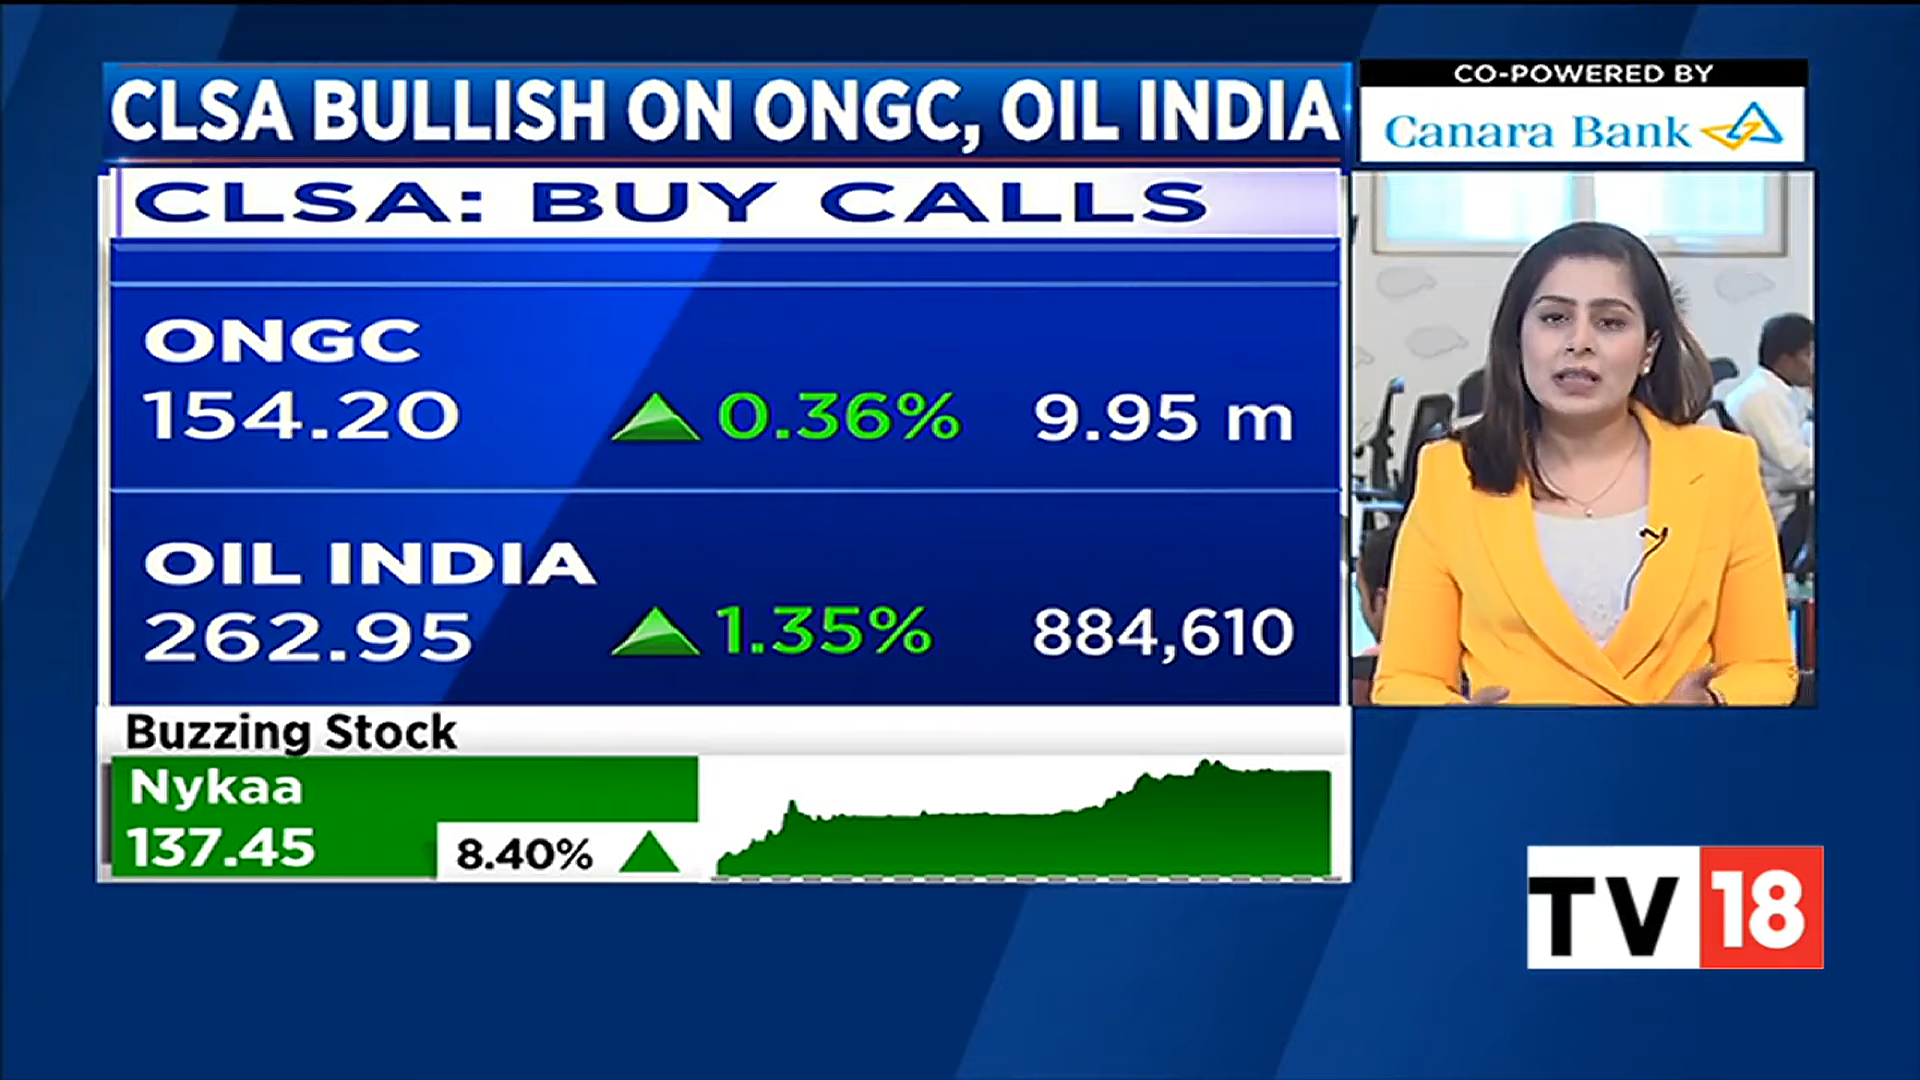 CLSA BULLISH ON ONGC, OIL INDIA
CO-POWERED BY
Canara Bank
CLSA: BUY CALLS
ONGC
154.20 0.36% 9.95 m
OIL INDIA
262.95 1.35% 884,610
Buzzing Stock
Nykaa
137.45
8.40%
TV18